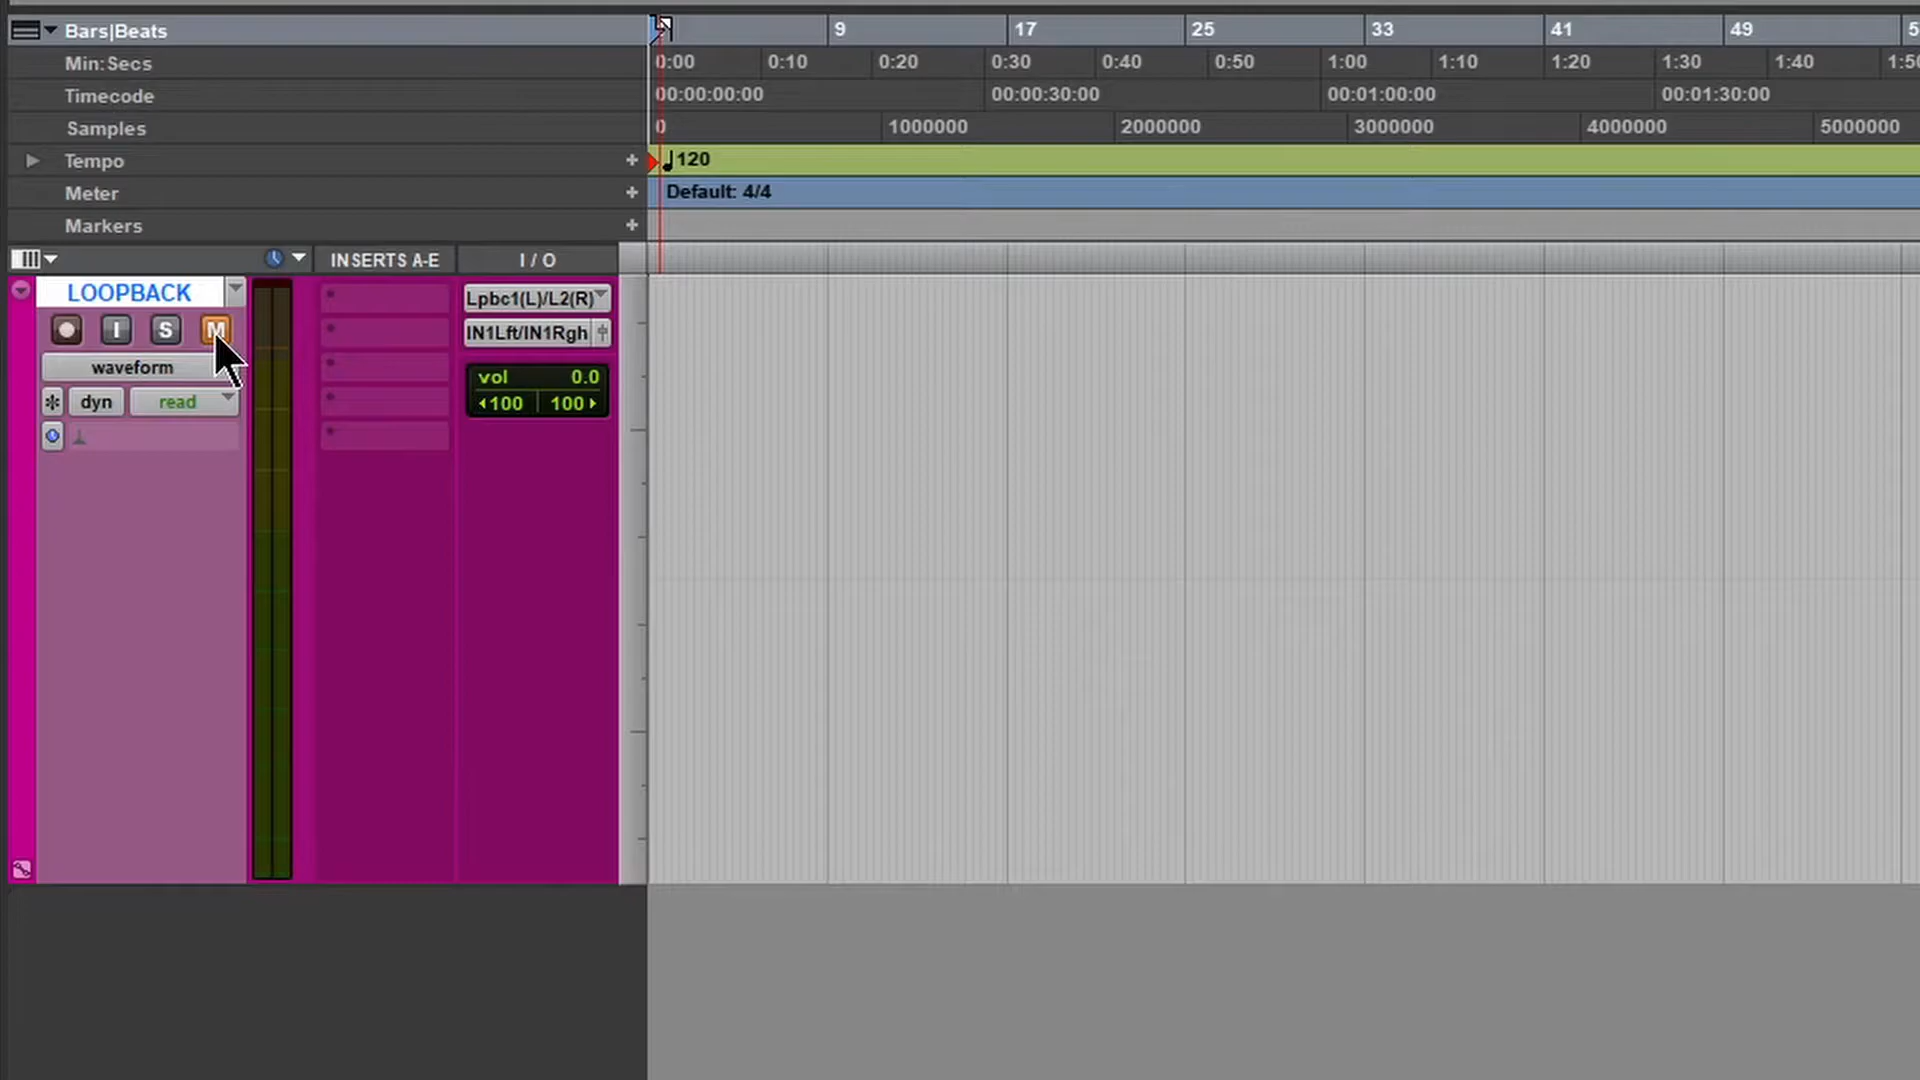 Bars|Beats 9 17 25 33 41 49
Min:Secs 0:00 0:10 0:20 0:30 0:40 0:50 1:00 1:10 1:20 1:30 1:40
Timecode 00:00:00:00 00:00:30:00 00:01:00:00 00:01:30:00
Samples 0 1000000 2000000 3000000 4000000 5000000
Tempo + 120
Meter + Default: 4/4
Markers +
INSERTS A-E I / O
LOOPBACK Lpbc1(L)/L2(R)
I S M IN1Lft/IN1Rgh
waveform vol 0.0
dyn read 100 100